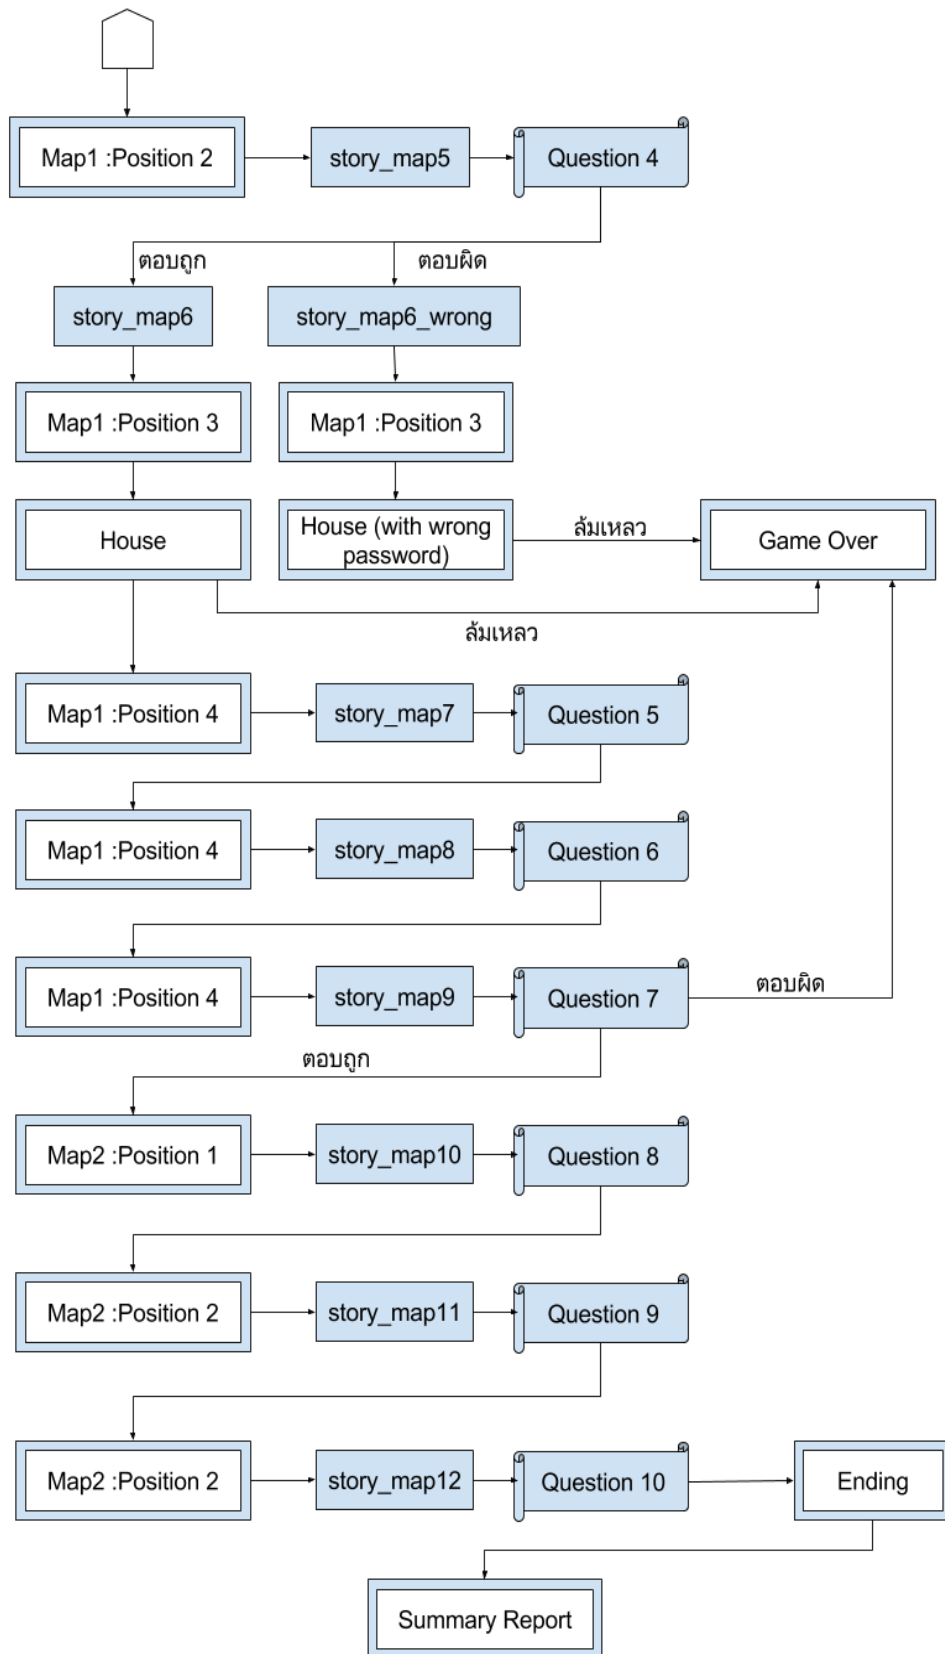 Map1 :Position 2
story_map5
Question 4
ตอบถูก
ตอบผิด
story_map6
story_map6_wrong
Map1 :Position 3
Map1 :Position 3
House
House (with wrong
password)
ล้มเหลว
Game Over
ล้มเหลว
Map1 :Position 4
story_map7
Question 5
Map1 :Position 4
story_map8
Question 6
Map1 :Position 4
story_map9
Question 7
ตอบผิด
ตอบถูก
Map2 :Position 1
story_map10
Question 8
Map2 :Position 2
story_map11
Question 9
Map2 :Position 2
story_map12
Question 10
Ending
Summary Report